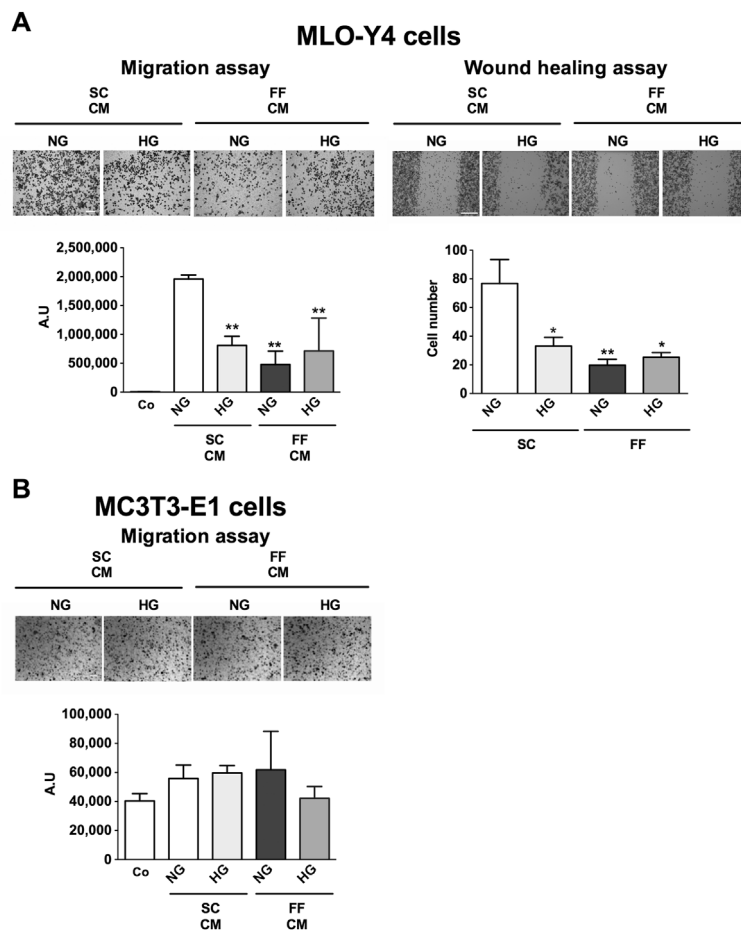 A
MLO-Y4 cells
Migration assay
SC
CM
FF
CM
NG HG NG HG
2,500,000
2,000,000
1,500,000
1,000,000
500,000
0
A.U
** ** **
Co NG HG NG HG
SC
CM
FF
CM
Wound healing assay
SC
CM
FF
CM
NG HG NG HG
100
80
60
40
20
0
Cell number
* ** *
NG HG NG HG
SC FF
B
MC3T3-E1 cells
Migration assay
SC
CM
FF
CM
NG HG NG HG
100,000
80,000
60,000
40,000
20,000
0
A.U
Co NG HG NG HG
SC
CM
FF
CM